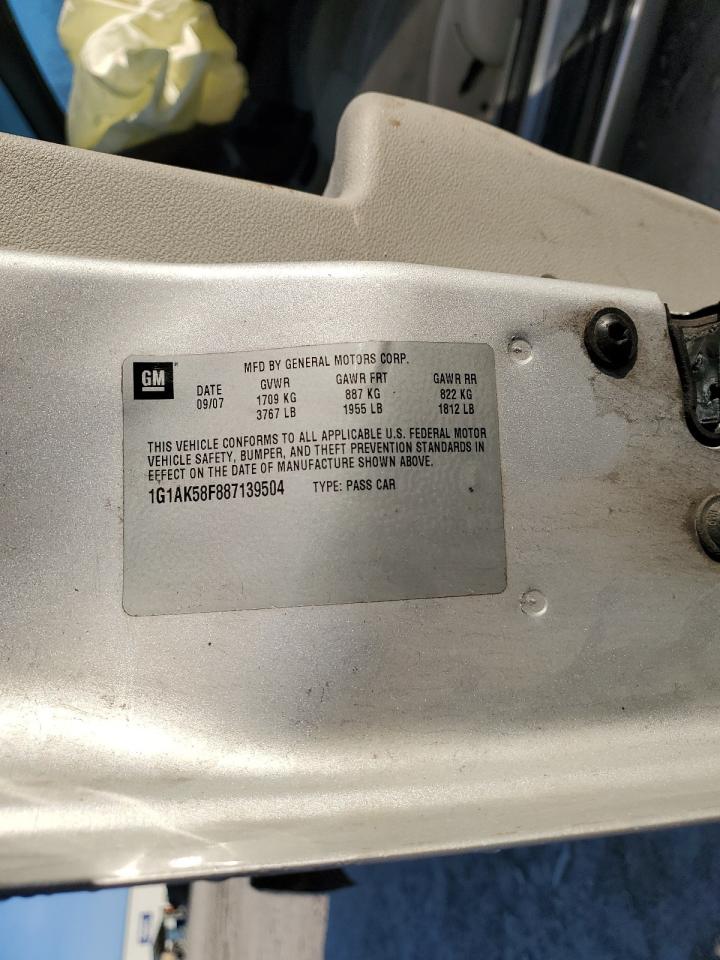 GM
MFD BY GENERAL MOTORS CORP.
DATE GVWR GAWR FRT GAWR RR
09/07 1709 KG 887 KG 822 KG
3767 LB 1955 LB 1812 LB
THIS VEHICLE CONFORMS TO ALL APPLICABLE U.S. FEDERAL MOTOR
VEHICLE SAFETY, BUMPER, AND THEFT PREVENTION STANDARDS IN
EFFECT ON THE DATE OF MANUFACTURE SHOWN ABOVE.
1G1AK58F887139504 TYPE: PASS CAR